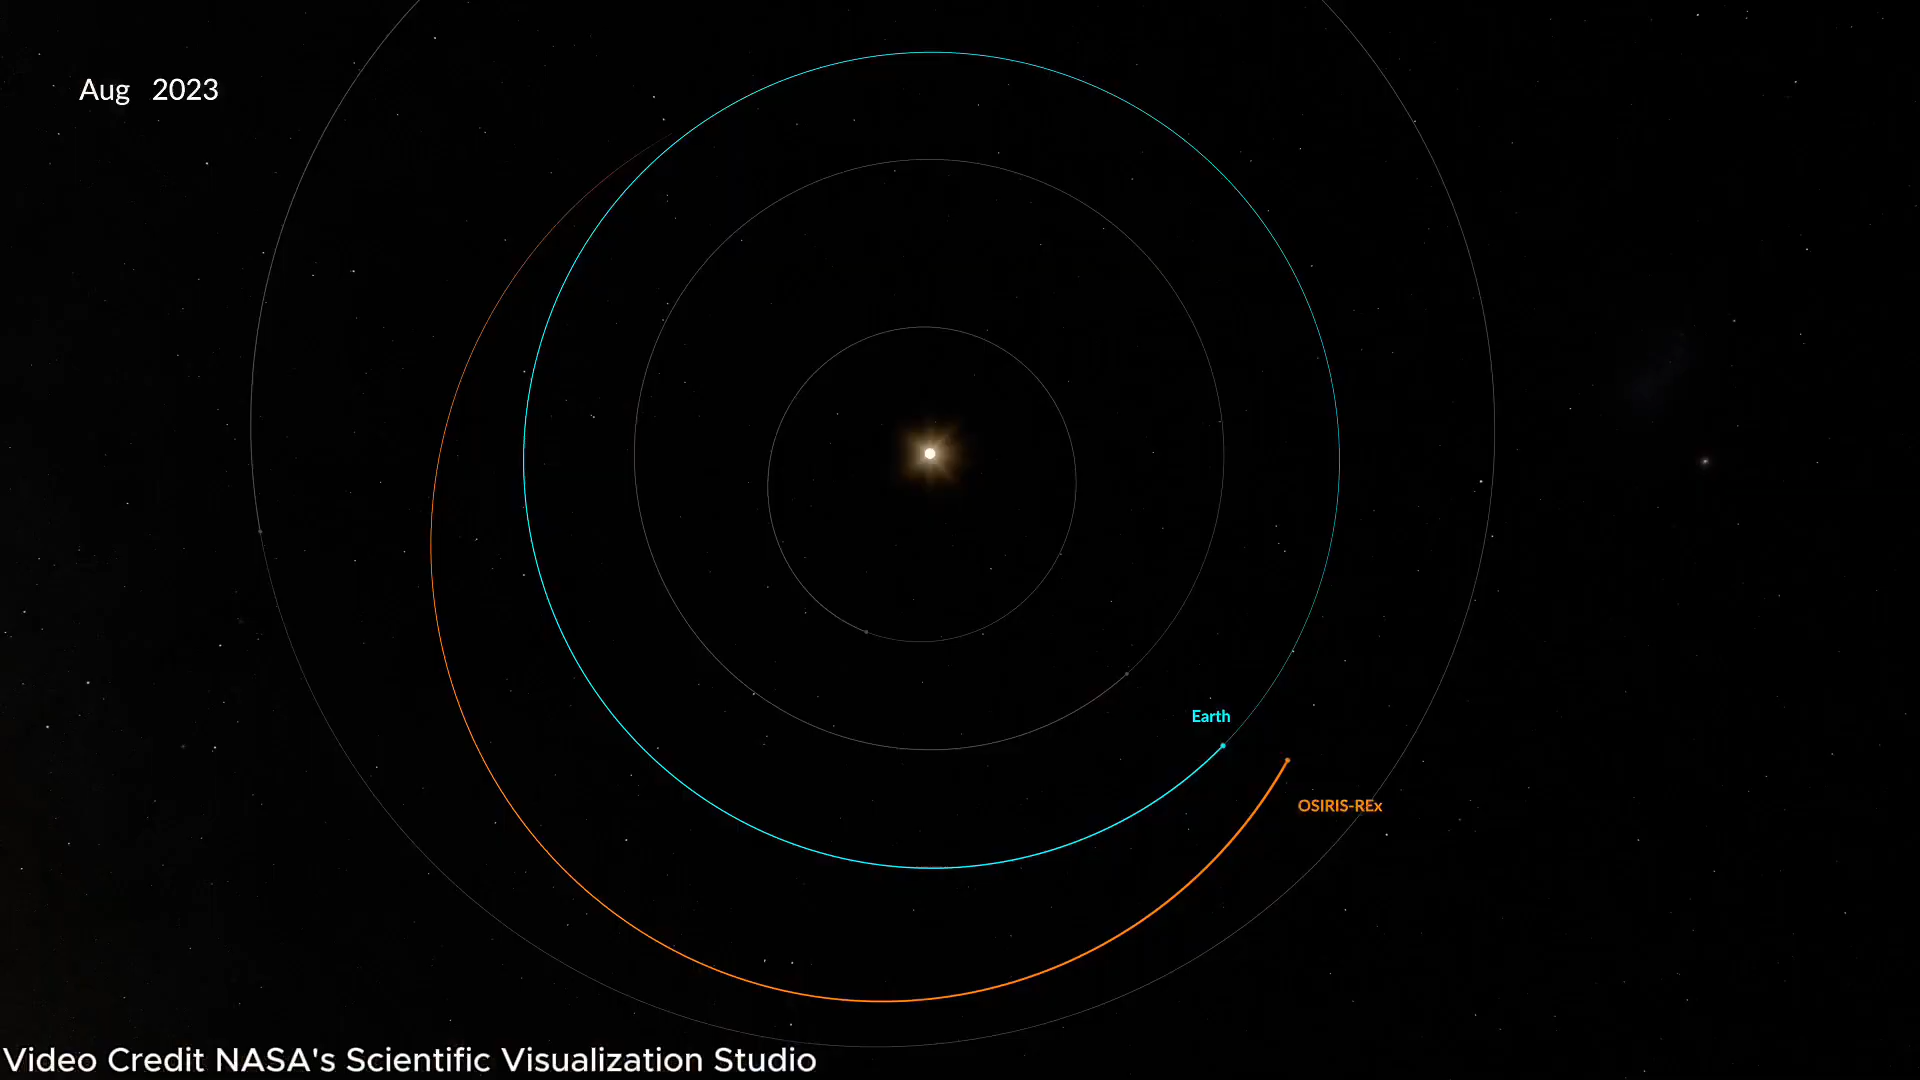 Aug 2023
Earth
OSIRIS-REx
Video Credit NASA's Scientific Visualization Studio